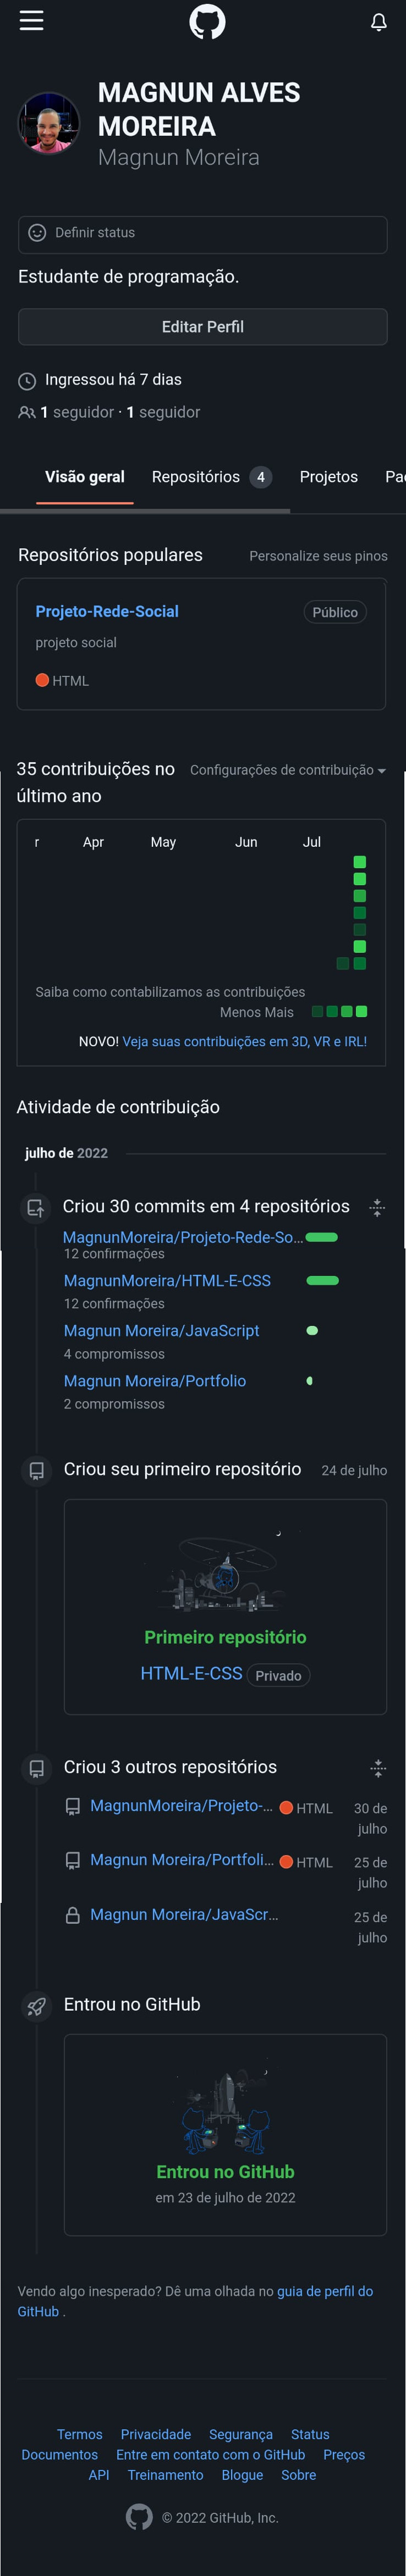 MAGNUN ALVES
MOREIRA
Magnun Moreira
Definir status
Estudante de programação.
Editar Perfil
Ingressou há 7 dias
1 seguidor · 1 seguidor
Visão geral Repositórios 4 Projetos Pac
Repositórios populares Personalize seus pinos
Projeto-Rede-Social Público
projeto social
HTML
35 contribuições no Configurações de contribuição
último ano
r Apr May Jun Jul
Saiba como contabilizamos as contribuições
Menos Mais
NOVO! Veja suas contribuições em 3D, VR e IRL!
Atividade de contribuição
julho de 2022
Criou 30 commits em 4 repositórios
MagnunMoreira/Projeto-Rede-So...
12 confirmações
MagnunMoreira/HTML-E-CSS
12 confirmações
Magnun Moreira/JavaScript
4 compromissos
Magnun Moreira/Portfolio
2 compromissos
Criou seu primeiro repositório 24 de julho
Primeiro repositório
HTML-E-CSS Privado
Criou 3 outros repositórios
MagnunMoreira/Projeto-... HTML 30 de
julho
Magnun Moreira/Portfoli... HTML 25 de
julho
Magnun Moreira/JavaScr... 25 de
julho
Entrou no GitHub
Entrou no GitHub
em 23 de julho de 2022
Vendo algo inesperado? Dê uma olhada no guia de perfil do
GitHub .
Termos Privacidade Segurança Status
Documentos Entre em contato com o GitHub Preços
API Treinamento Blogue Sobre
© 2022 GitHub, Inc.